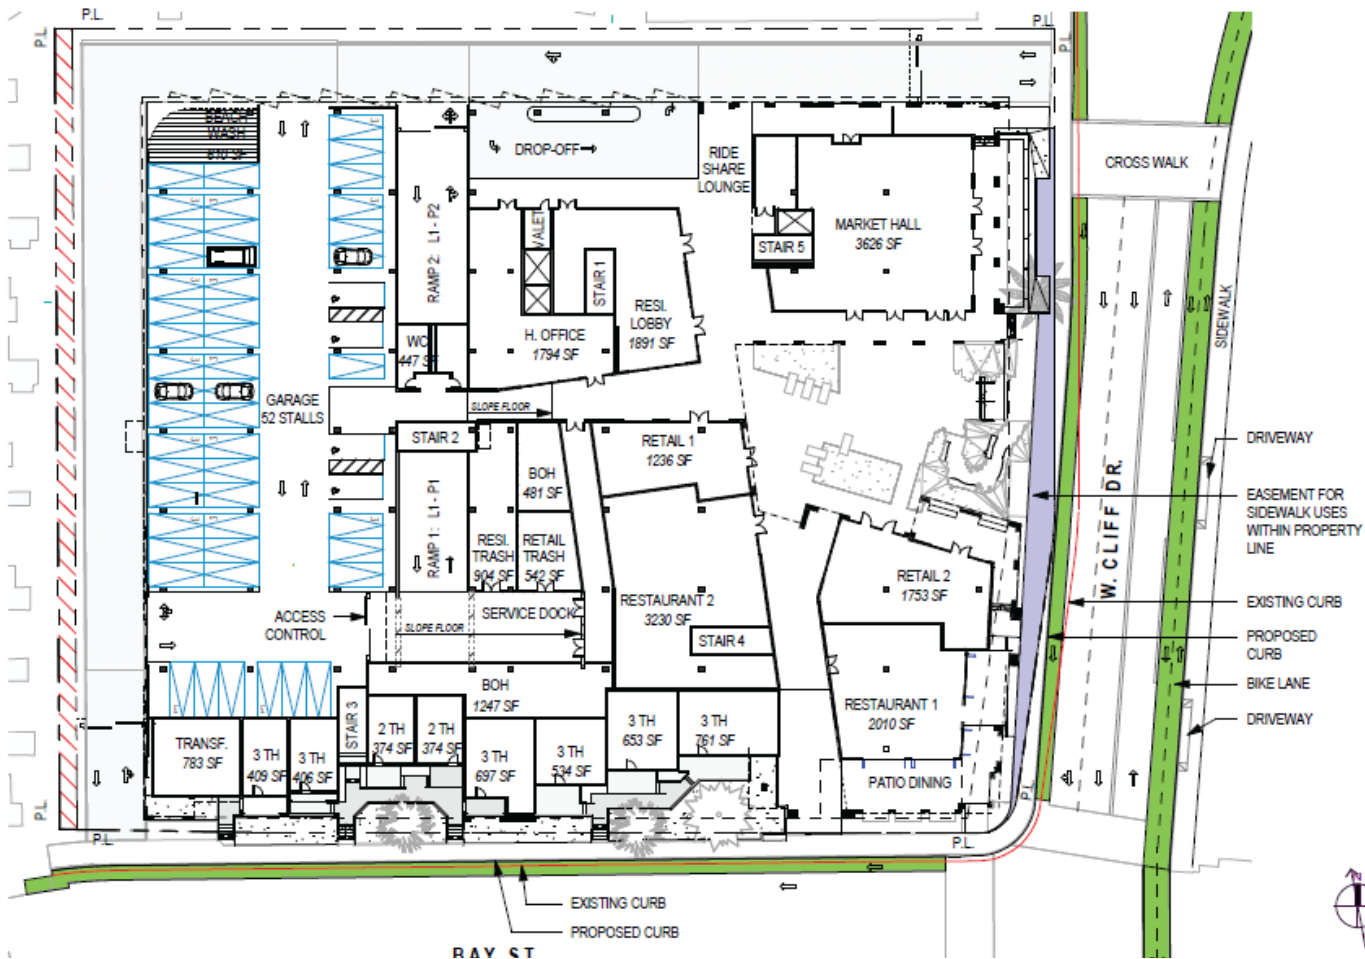 P.L.
P.L.
P.L.
P.L.
BEACH
WASH
610 SF
DROP-OFF
RIDE
SHARE
LOUNGE
CROSS WALK
RAMP 2: L1 - P2
VALET
STAIR 1
STAIR 5
MARKET HALL
3626 SF
RESI.
LOBBY
1891 SF
H. OFFICE
1794 SF
WC
447 SF
SIDEWALK
GARAGE
52 STALLS
SLOPE FLOOR
STAIR 2
RETAIL 1
1236 SF
BOH
481 SF
DRIVEWAY
W. CLIFF DR.
EASEMENT FOR
SIDEWALK USES
WITHIN PROPERTY
LINE
RAMP 1: L1 - P1
RESI.
TRASH
904 SF
RETAIL
TRASH
542 SF
RETAIL 2
1753 SF
EXISTING CURB
ACCESS
CONTROL
SERVICE DOCK
SLOPE FLOOR
RESTAURANT 2
3230 SF
STAIR 4
PROPOSED
CURB
BIKE LANE
BOH
1247 SF
RESTAURANT 1
2010 SF
DRIVEWAY
STAIR 3
TRANSF.
783 SF
3 TH
409 SF
3 TH
406 SF
2 TH
374 SF
2 TH
374 SF
3 TH
697 SF
3 TH
534 SF
3 TH
653 SF
3 TH
761 SF
PATIO DINING
P.L.
P.L.
P.L.
P.L.
EXISTING CURB
PROPOSED CURB
BAY ST